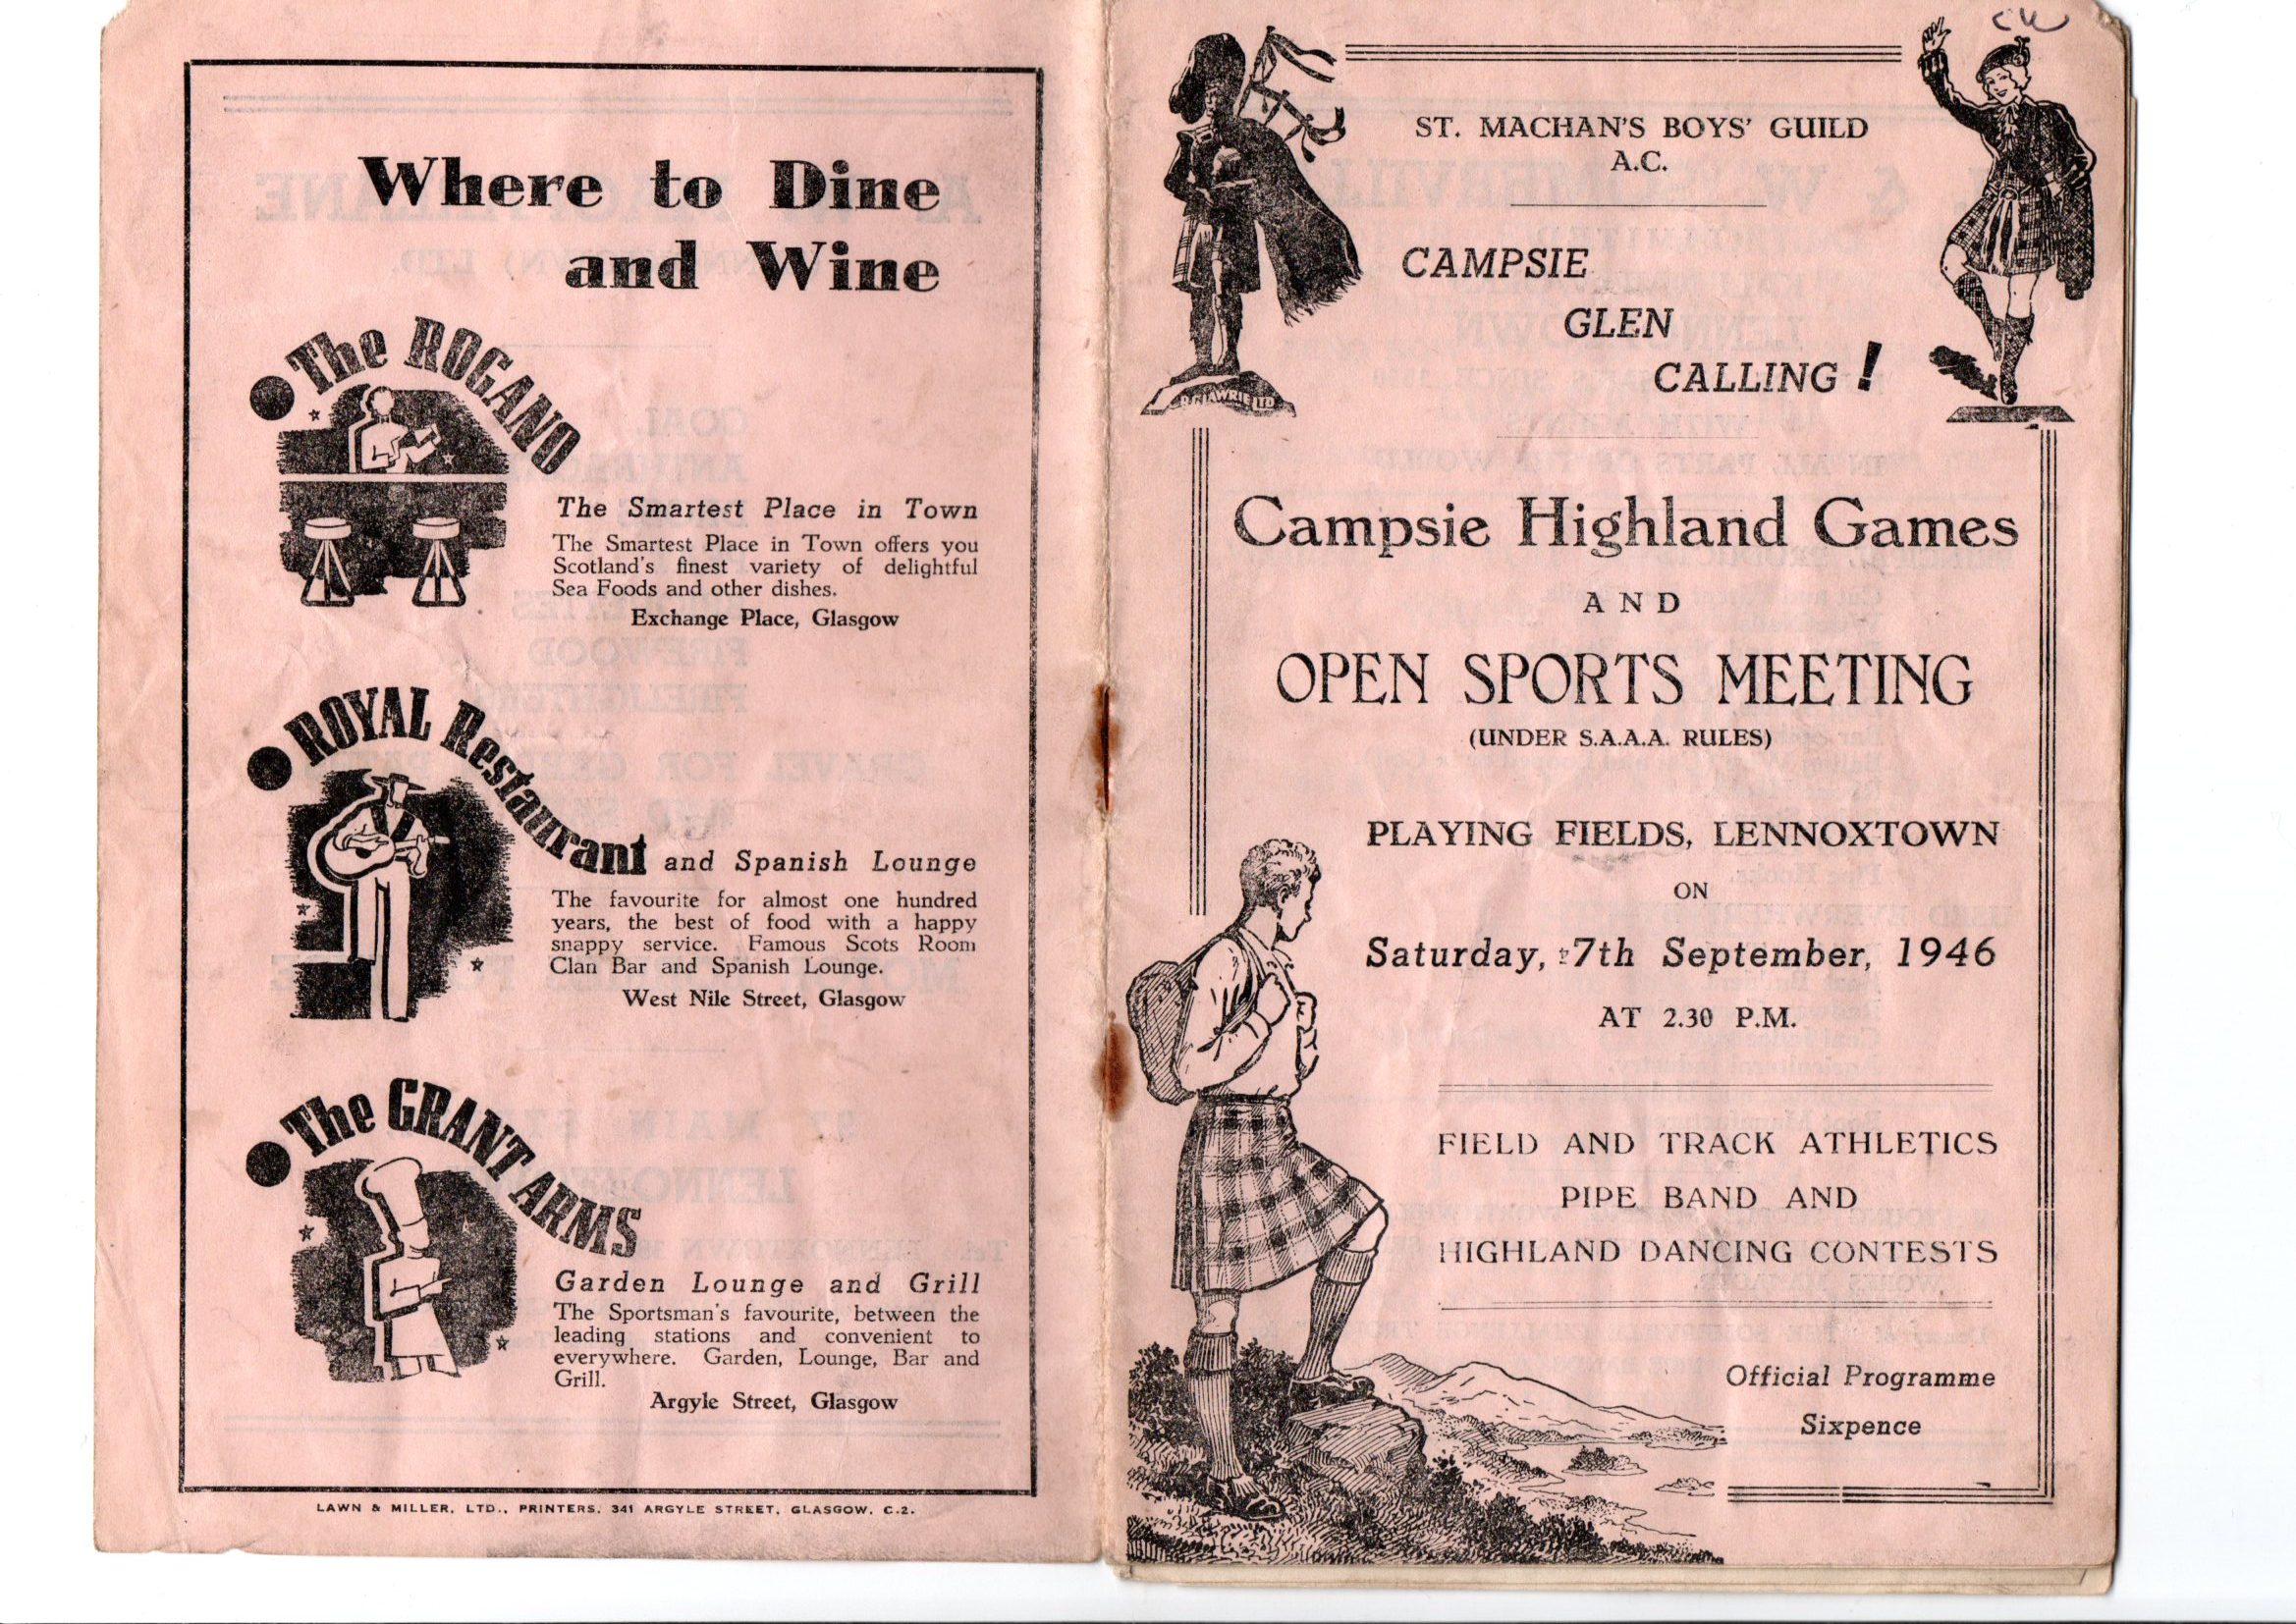 Where to Dine
and Wine
The ROGANO
The Smartest Place in Town
The Smartest Place in Town offers you
Scotland's finest variety of delightful
Sea Foods and other dishes.
Exchange Place, Glasgow
ROYAL Restaurant and Spanish Lounge
The favourite for almost one hundred
years, the best of food with a happy
snappy service. Famous Scots Room
Clan Bar and Spanish Lounge.
West Nile Street, Glasgow
The GRANT ARMS
Garden Lounge and Grill
The Sportsman's favourite, between the
leading stations and convenient to
everywhere. Garden, Lounge, Bar and
Grill.
Argyle Street, Glasgow
LAWN & MILLER, LTD., PRINTERS, 341 ARGYLE STREET, GLASGOW, C.2.
ST. MACHAN'S BOYS' GUILD
A.C.
CAMPSIE
GLEN
CALLING!
Campsie Highland Games
AND
OPEN SPORTS MEETING
(UNDER S.A.A.A. RULES)
PLAYING FIELDS, LENNOXTOWN
ON
Saturday, 7th September, 1946
AT 2.30 P.M.
FIELD AND TRACK ATHLETICS
PIPE BAND AND
HIGHLAND DANCING CONTESTS
Official Programme
Sixpence